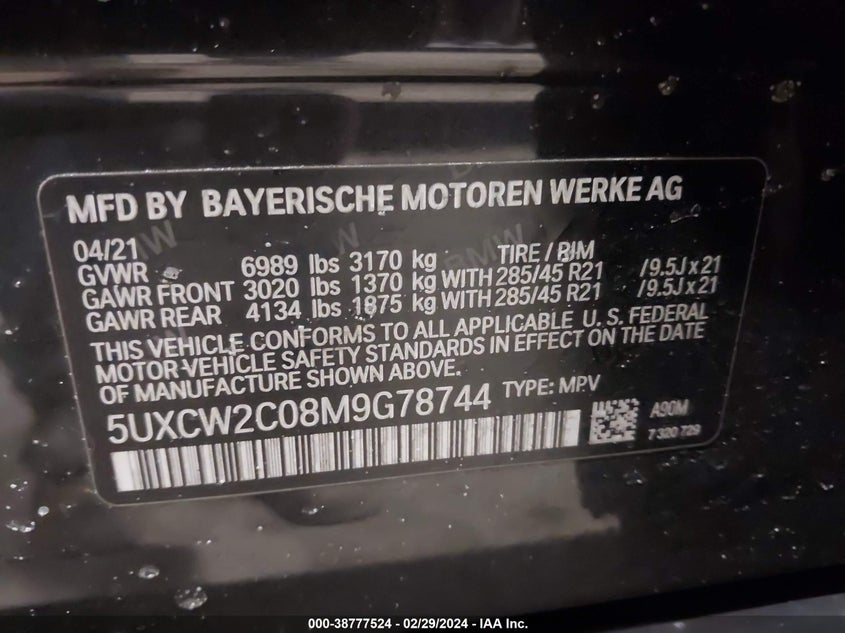 MFD BY BAYERISCHE MOTOREN WERKE AG
04/21 TIRE / RIM
GVWR 6989 lbs 3170 kg
GAWR FRONT 3020 lbs 1370 kg WITH 285/45 R21 /9.5J x 21
GAWR REAR 4134 lbs 1875 kg WITH 285/45 R21 /9.5J x 21
THIS VEHICLE CONFORMS TO ALL APPLICABLE U. S. FEDERAL
MOTOR VEHICLE SAFETY STANDARDS IN EFFECT ON THE DATE
OF MANUFACTURE SHOWN ABOVE.
5UXCW2C08M9G78744 TYPE: MPV
A90M
7 320 729
000-38777524 - 02/29/2024 - IAA Inc.